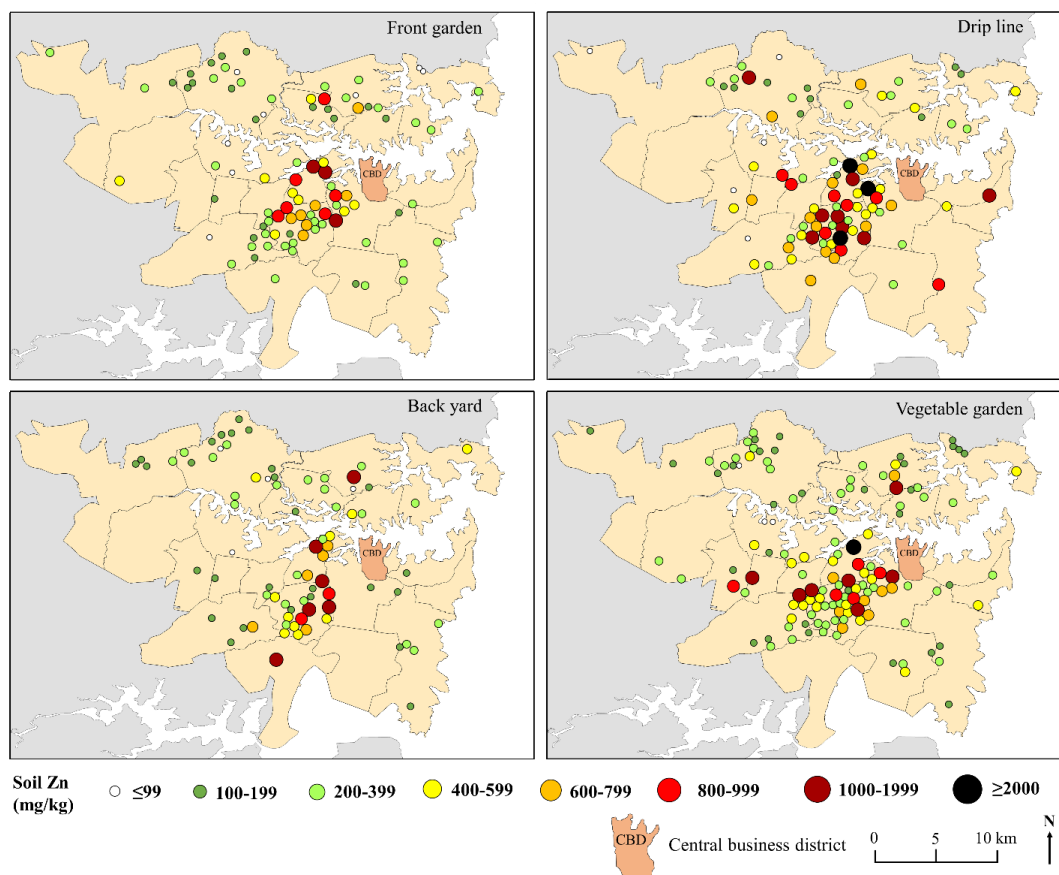 Front garden
Drip line
CBD
CBD
Back yard
Vegetable garden
CBD
CBD
Soil Zn
(mg/kg)
≤99 100-199 200-399 400-599 600-799 800-999 1000-1999 ≥2000
CBD Central business district 0 5 10 km N